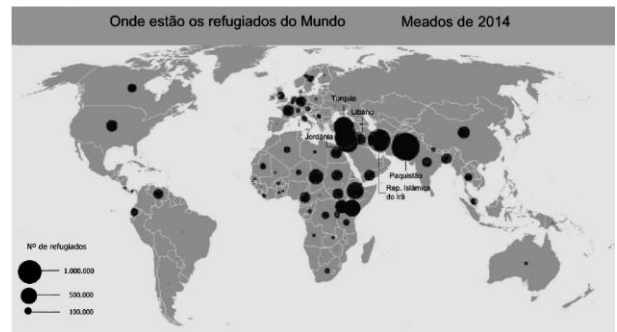 Onde estão os refugiados do Mundo Meados de 2014
Turquia
Líbano
Jordânia
Paquistão
Rep. Islâmica
do Irã
Nº de refugiados
1.000.000
500.000
100.000